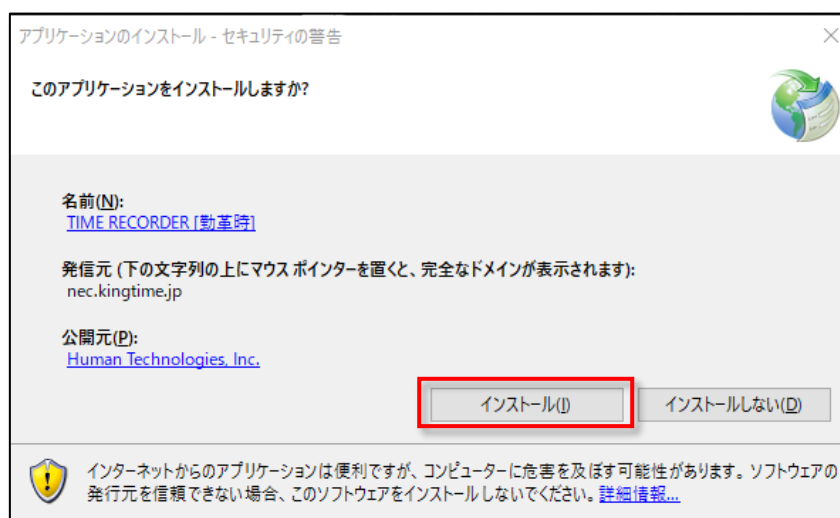 アプリケーションのインストール - セキュリティの警告
このアプリケーションをインストールしますか?
名前(N):
TIME RECORDER [勤革時]
発信元 (下の文字列の上にマウス ポインターを置くと、完全なドメインが表示されます):
nec.kingtime.jp
公開元(P):
Human Technologies, Inc.
インストール(I)
インストールしない(D)
インターネットからのアプリケーションは便利ですが、コンピューターに危害を及ぼす可能性があります。ソフトウェアの
発行元を信頼できない場合、このソフトウェアをインストールしないでください。詳細情報...